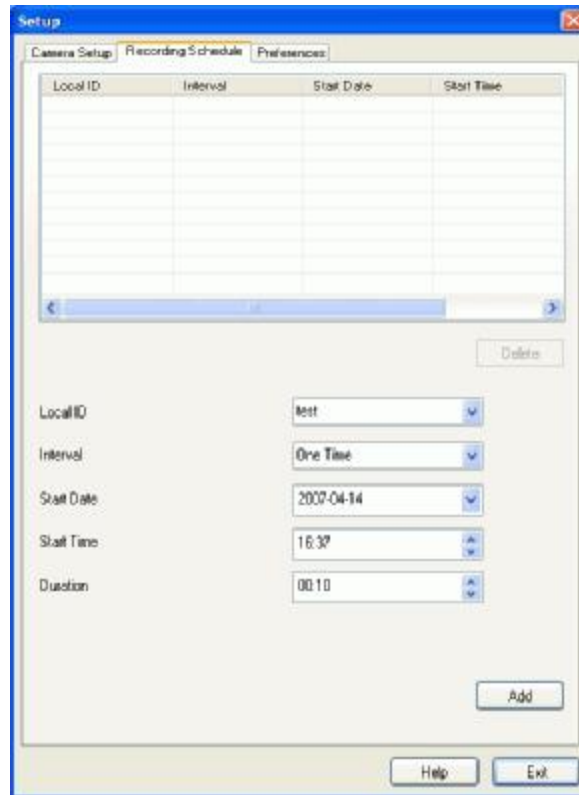 Setup
Camera Setup Recording Schedule Preferences
Local ID Interval Start Date Start Time
Delete
Local ID test
Interval One Time
Start Date 2007-04-14
Start Time 16:37
Duration 00:10
Add
Help Exit